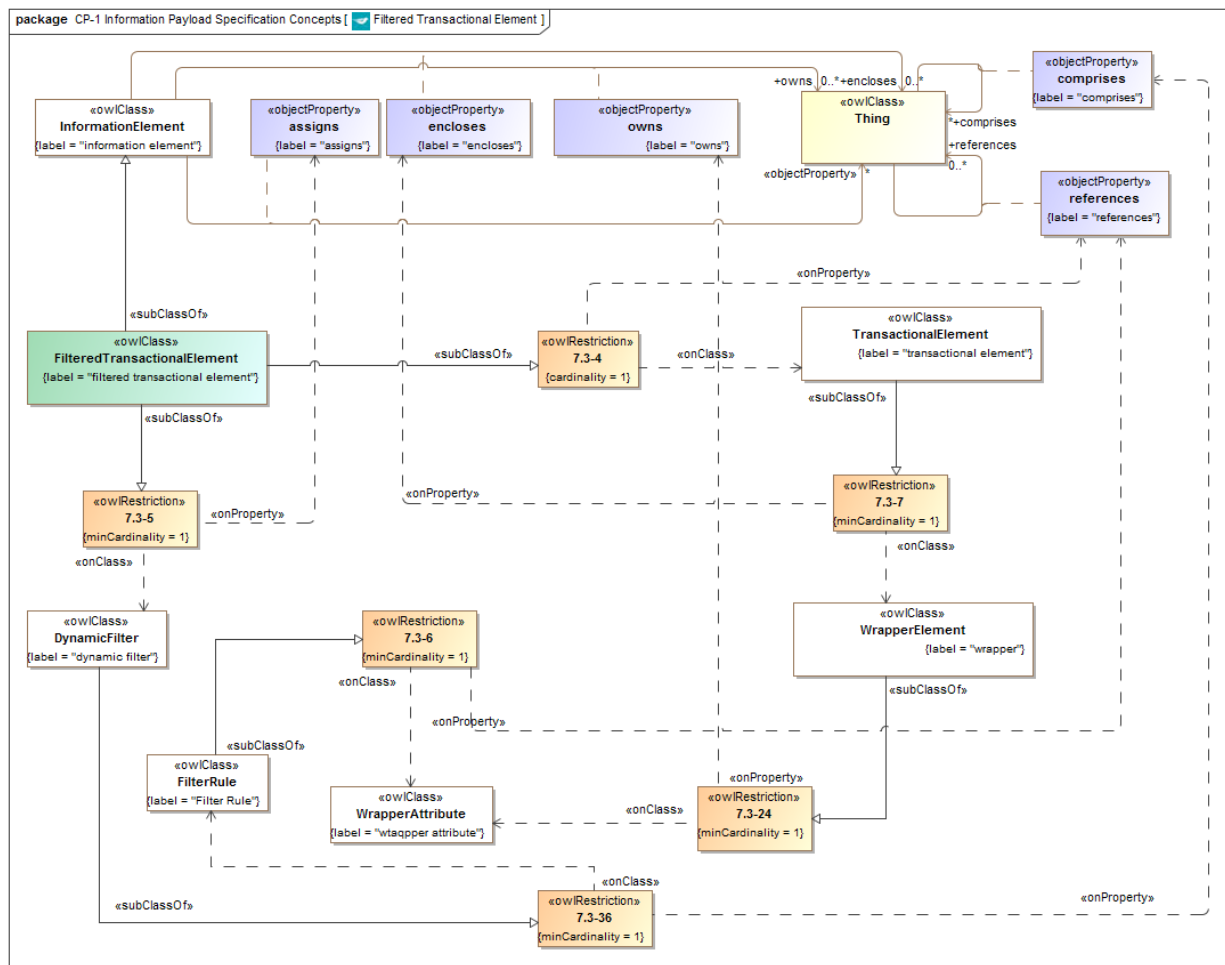 package CP-1 Information Payload Specification Concepts [ Filtered Transactional Element ]
«owlClass»
InformationElement
{label = "information element"}
«objectProperty»
assigns
{label = "assigns"}
«objectProperty»
encloses
{label = "encloses"}
«objectProperty»
owns
{label = "owns"}
+owns 0..* +encloses 0..*
«owlClass»
Thing
«objectProperty» *
«objectProperty»
comprises
{label = "comprises"}
*+comprises
+references
0..*
«objectProperty»
references
{label = "references"}
«onProperty»
«subClassOf»
«owlClass»
FilteredTransactionalElement
{label = "filtered transactional element"}
«subClassOf»
«owlRestriction»
7.3-4
{cardinality = 1}
«onClass»
«owlClass»
TransactionalElement
{label = "transactional element"}
«subClassOf»
«subClassOf»
«owlRestriction»
7.3-5
{minCardinality = 1}
«onProperty»
«onProperty»
«owlRestriction»
7.3-7
{minCardinality = 1}
«onClass»
«onClass»
«owlClass»
DynamicFilter
{label = "dynamic filter"}
«owlRestriction»
7.3-6
{minCardinality = 1}
«onClass»
«owlClass»
WrapperElement
{label = "wrapper"}
«subClassOf»
«onProperty»
«subClassOf»
«owlClass»
FilterRule
{label = "Filter Rule"}
«owlClass»
WrapperAttribute
{label = "wtaqpper attribute"}
«onClass»
«onProperty»
«owlRestriction»
7.3-24
{minCardinality = 1}
«onClass»
«subClassOf»
«owlRestriction»
7.3-36
{minCardinality = 1}
«onProperty»